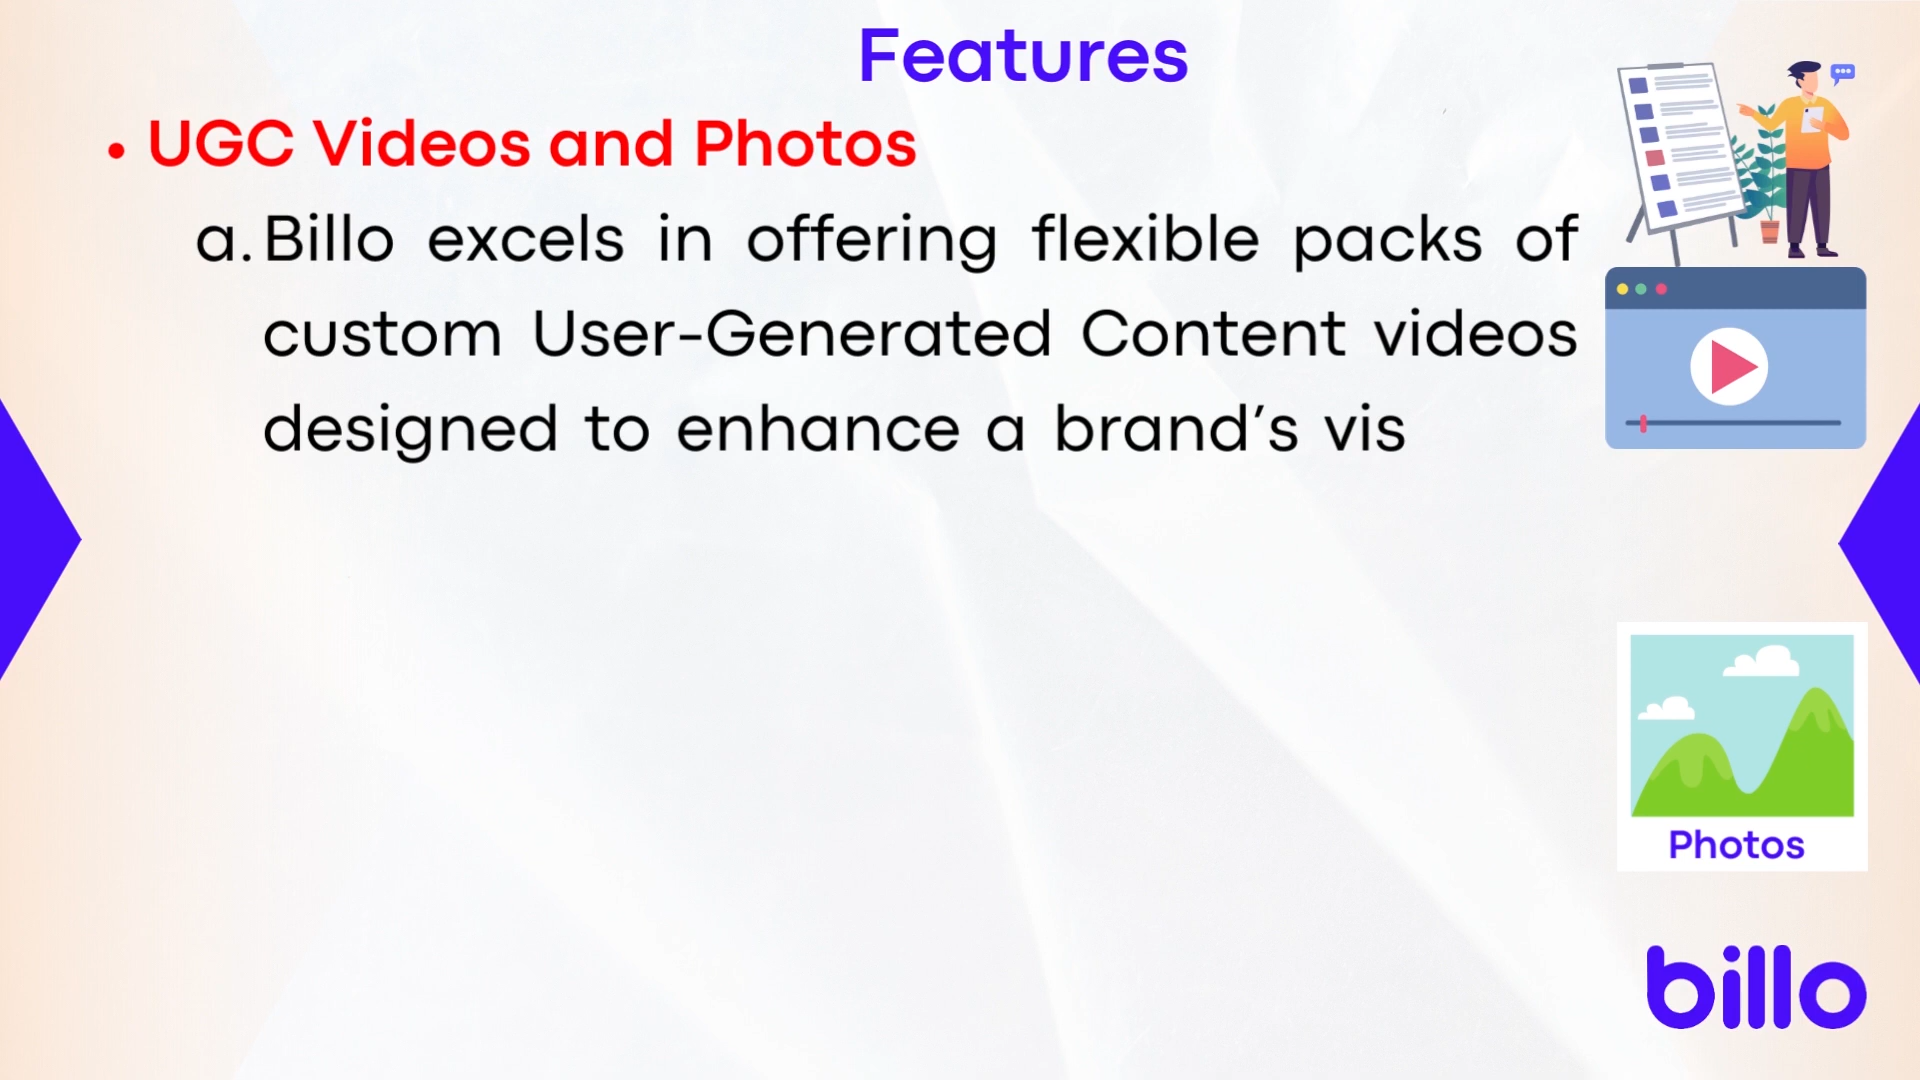 Features
• UGC Videos and Photos
a. Billo excels in offering flexible packs of
custom User-Generated Content videos
designed to enhance a brand’s vis
Photos
billo